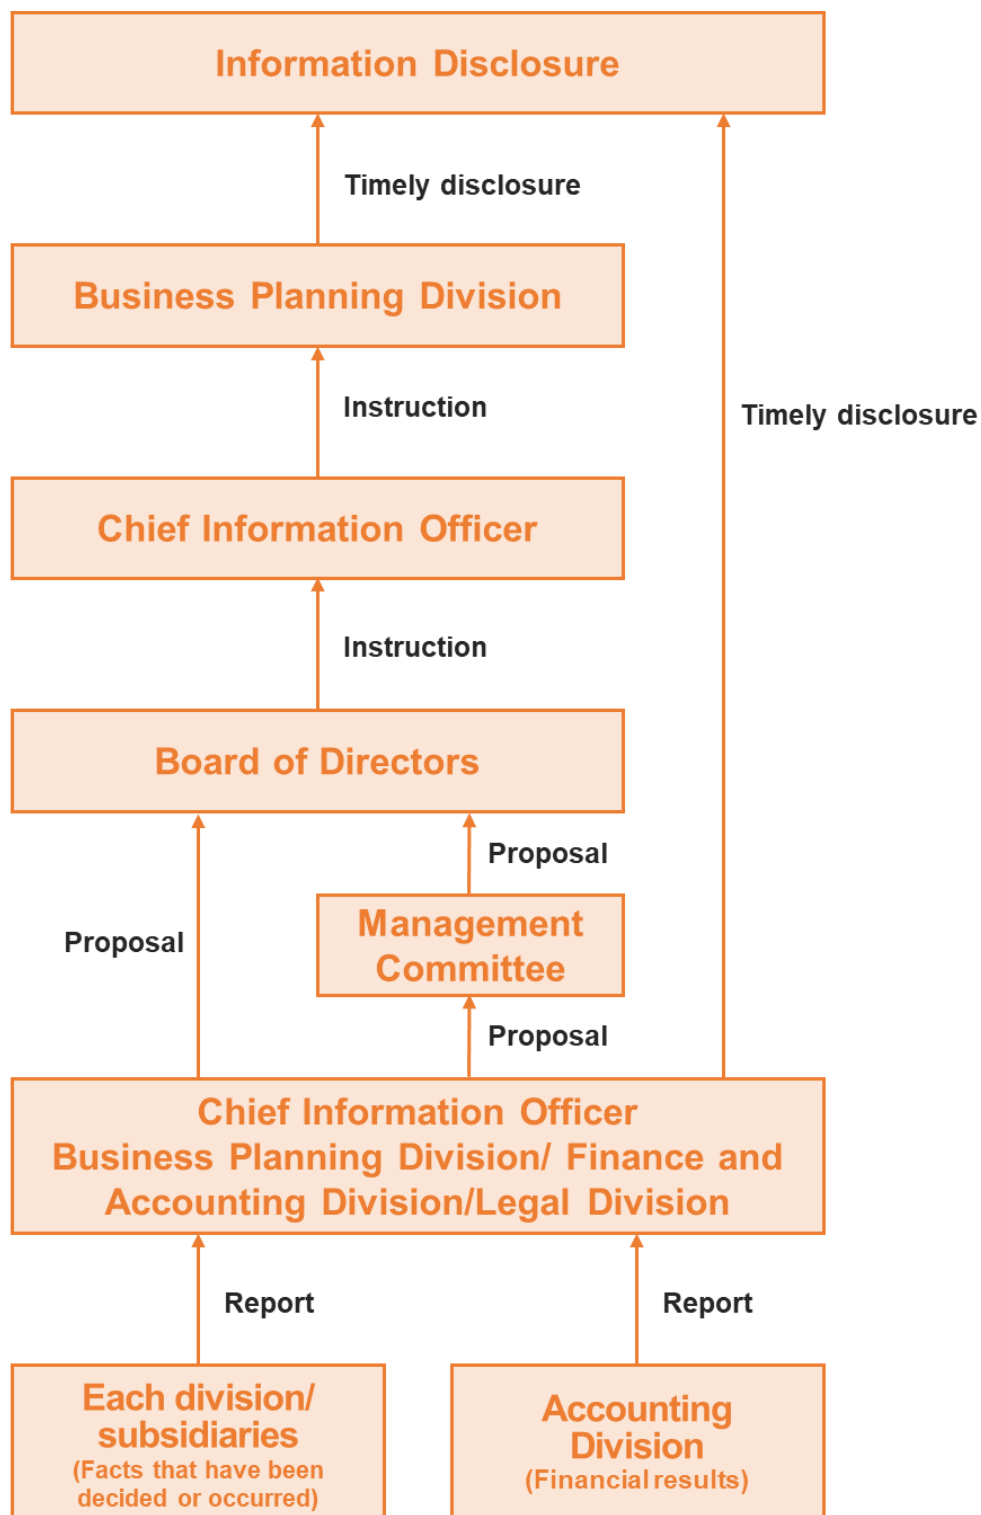 Information Disclosure
Timely disclosure
Business Planning Division
Instruction
Timely disclosure
Chief Information Officer
Instruction
Board of Directors
Proposal
Management
Committee
Proposal
Proposal
Chief Information Officer
Business Planning Division/ Finance and
Accounting Division/Legal Division
Report
Report
Each division/
subsidiaries
(Facts that have been
decided or occurred)
Accounting
Division
(Financial results)